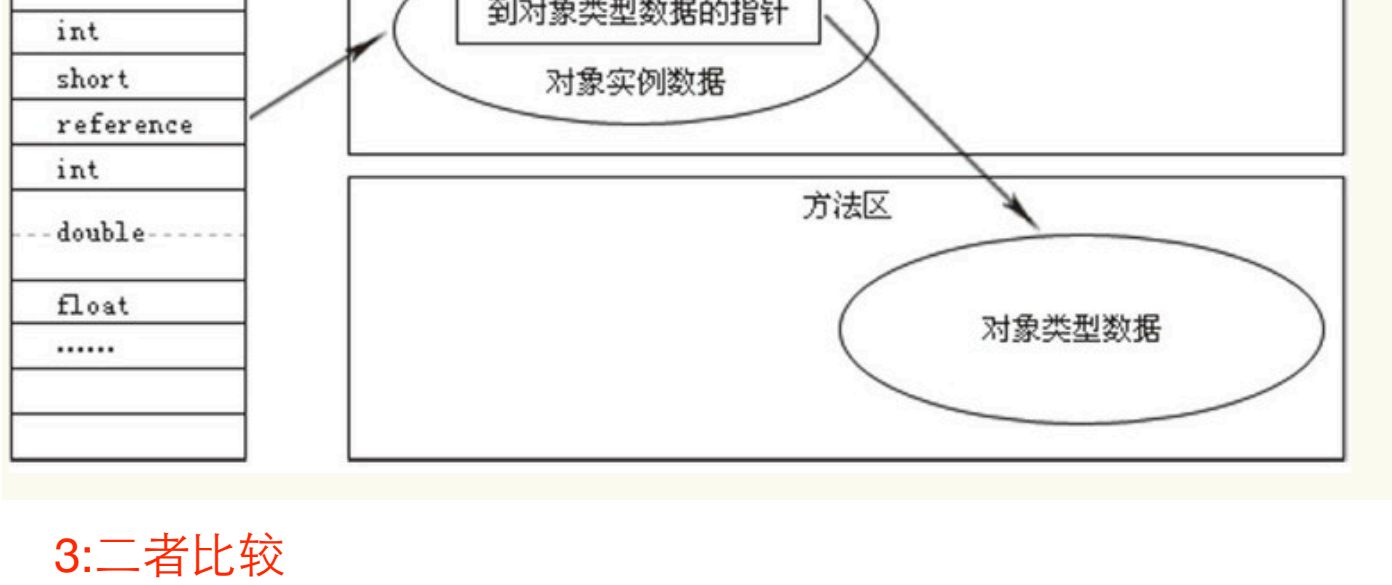 到对象类型数据的指针
int
short
对象实例数据
reference
int
方法区
double
float
对象类型数据
......
3:二者比较